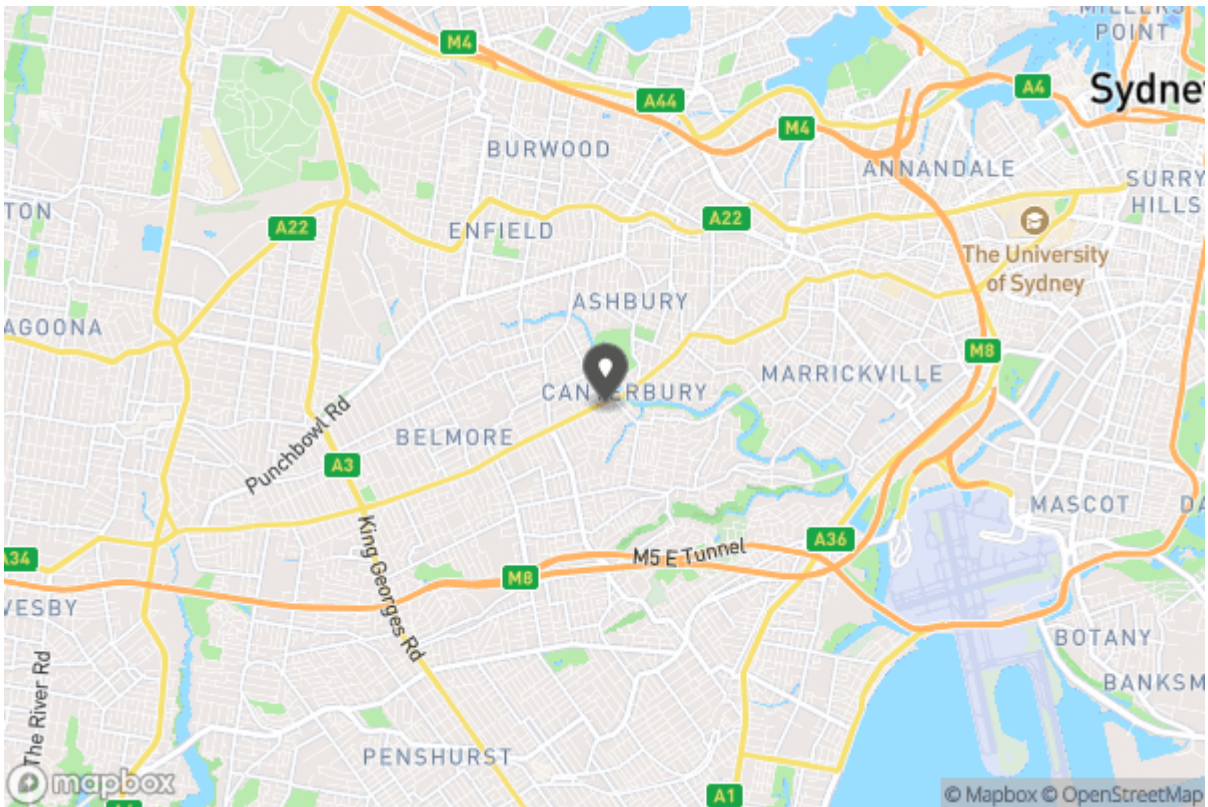 MILLERS
POINT
M4
Sydney
A4
A44
M4
BURWOOD
ANNANDALE
SURRY
HILLS
TON
A22
A22
ENFIELD
The University
of Sydney
ASHBURY
AGOONA
M8
MARRICKVILLE
CANTERBURY
Punchbowl Rd
BELMORE
A3
MASCOT
DA
King Georges Rd
A36
M5 E Tunnel
A34
M8
VESBY
BOTANY
BANKSM
The River Rd
PENSHURST
mapbox
A1
© Mapbox © OpenStreetMap